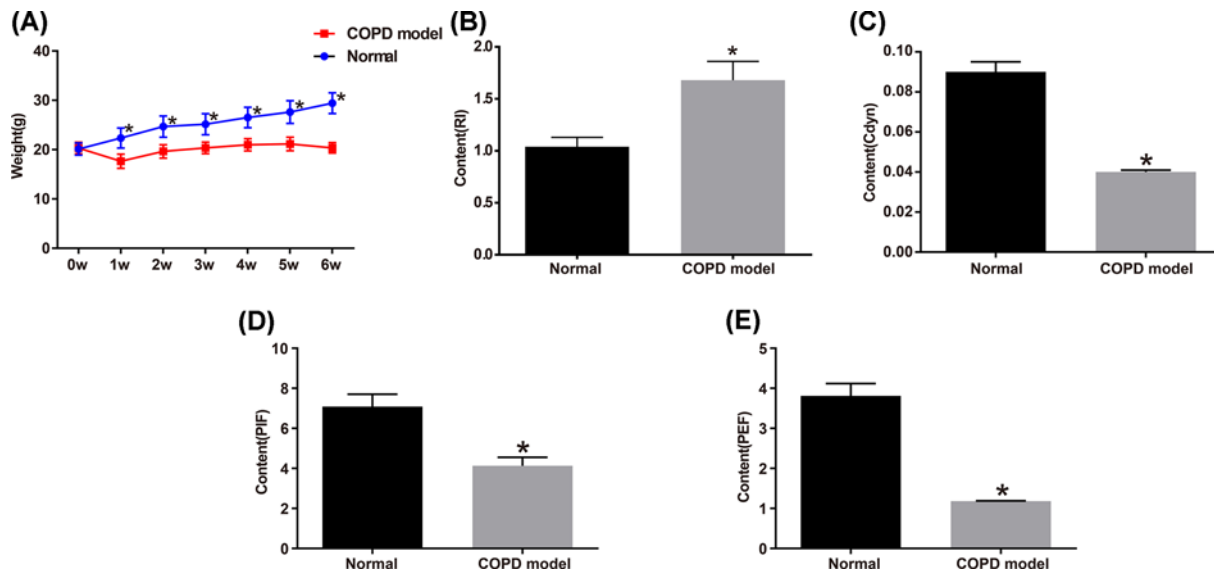 (A)
COPD model
Normal
Weight(g)
40
30
20
10
0
* * * * * *
0w 1w 2w 3w 4w 5w 6w
(B)
Content(RI)
2.0
1.5
1.0
0.5
0.0
*
Normal COPD model
(C)
Content(Cdyn)
0.10
0.08
0.06
0.04
0.02
0.00
*
Normal COPD model
(D)
Content(PIF)
10
8
6
4
2
0
*
Normal COPD model
(E)
Content(PEF)
5
4
3
2
1
0
*
Normal COPD model